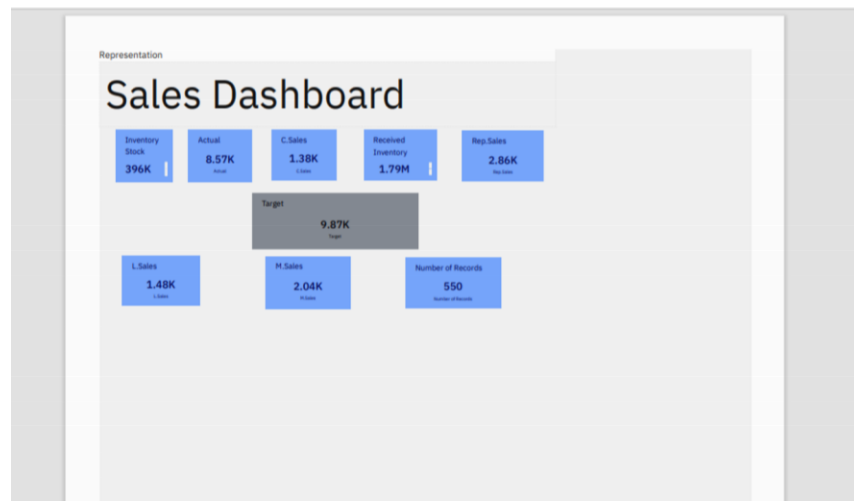 Representation
Sales Dashboard
Inventory
Stock
396K
Actual
8.57K
Actual
C.Sales
1.38K
C.Sales
Received
Inventory
1.79M
Rep.Sales
2.86K
Rep.Sales
Target
9.87K
Target
L.Sales
1.48K
L.Sales
M.Sales
2.04K
M.Sales
Number of Records
550
Number of Records